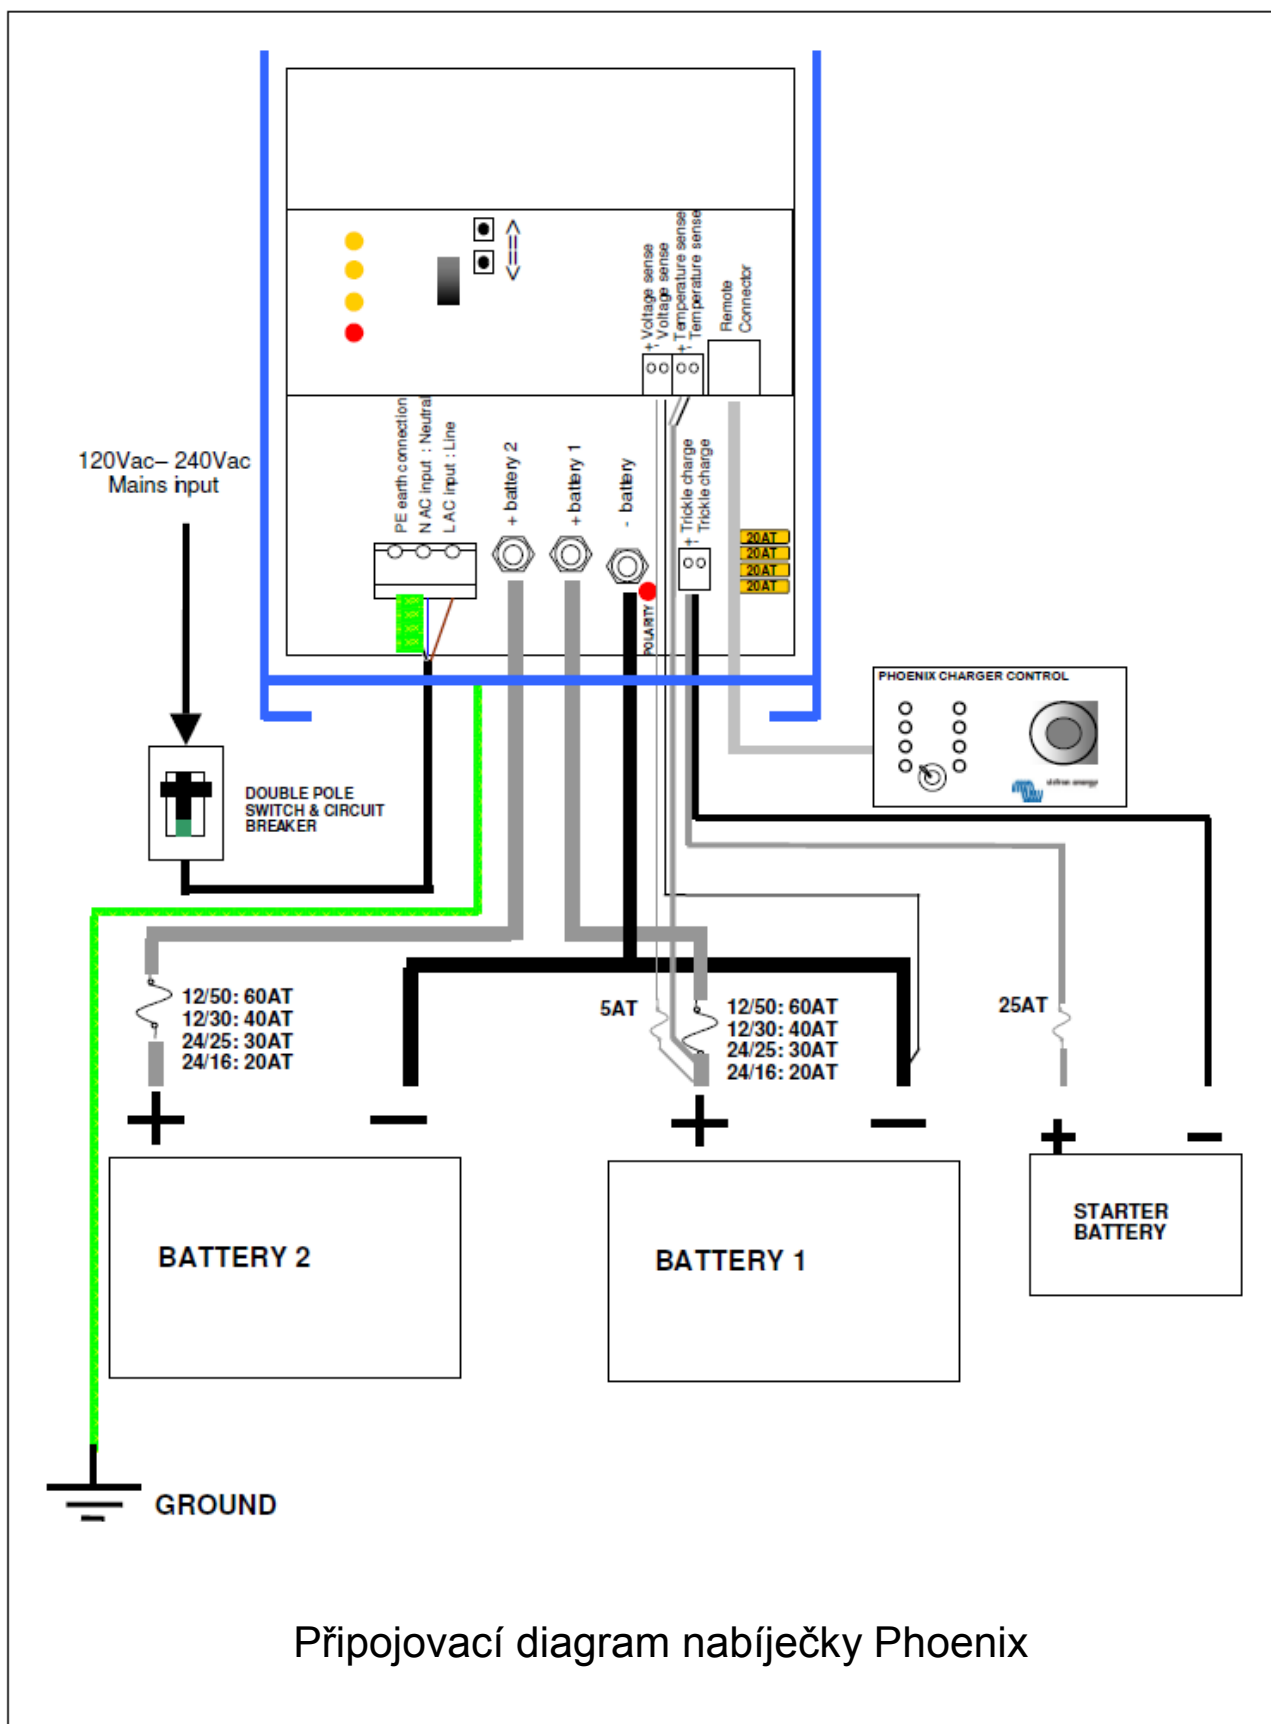 <==>
+ Voltage sense
- Voltage sense
+ Temperature sense
- Temperature sense
Remote
Connector
PE earth connection
N AC input : Neutral
L AC input : Line
+ battery 2
+ battery 1
- battery
+ Trickle charge
- Trickle charge
20AT
20AT
20AT
20AT
POLARITY
120Vac– 240Vac
Mains input
PHOENIX CHARGER CONTROL
victron energy
DOUBLE POLE
SWITCH & CIRCUIT
BREAKER
12/50: 60AT
12/30: 40AT
24/25: 30AT
24/16: 20AT
5AT
12/50: 60AT
12/30: 40AT
24/25: 30AT
24/16: 20AT
25AT
+
−
+
−
+
−
BATTERY 2
BATTERY 1
STARTER
BATTERY
GROUND
Připojovací diagram nabíječky Phoenix